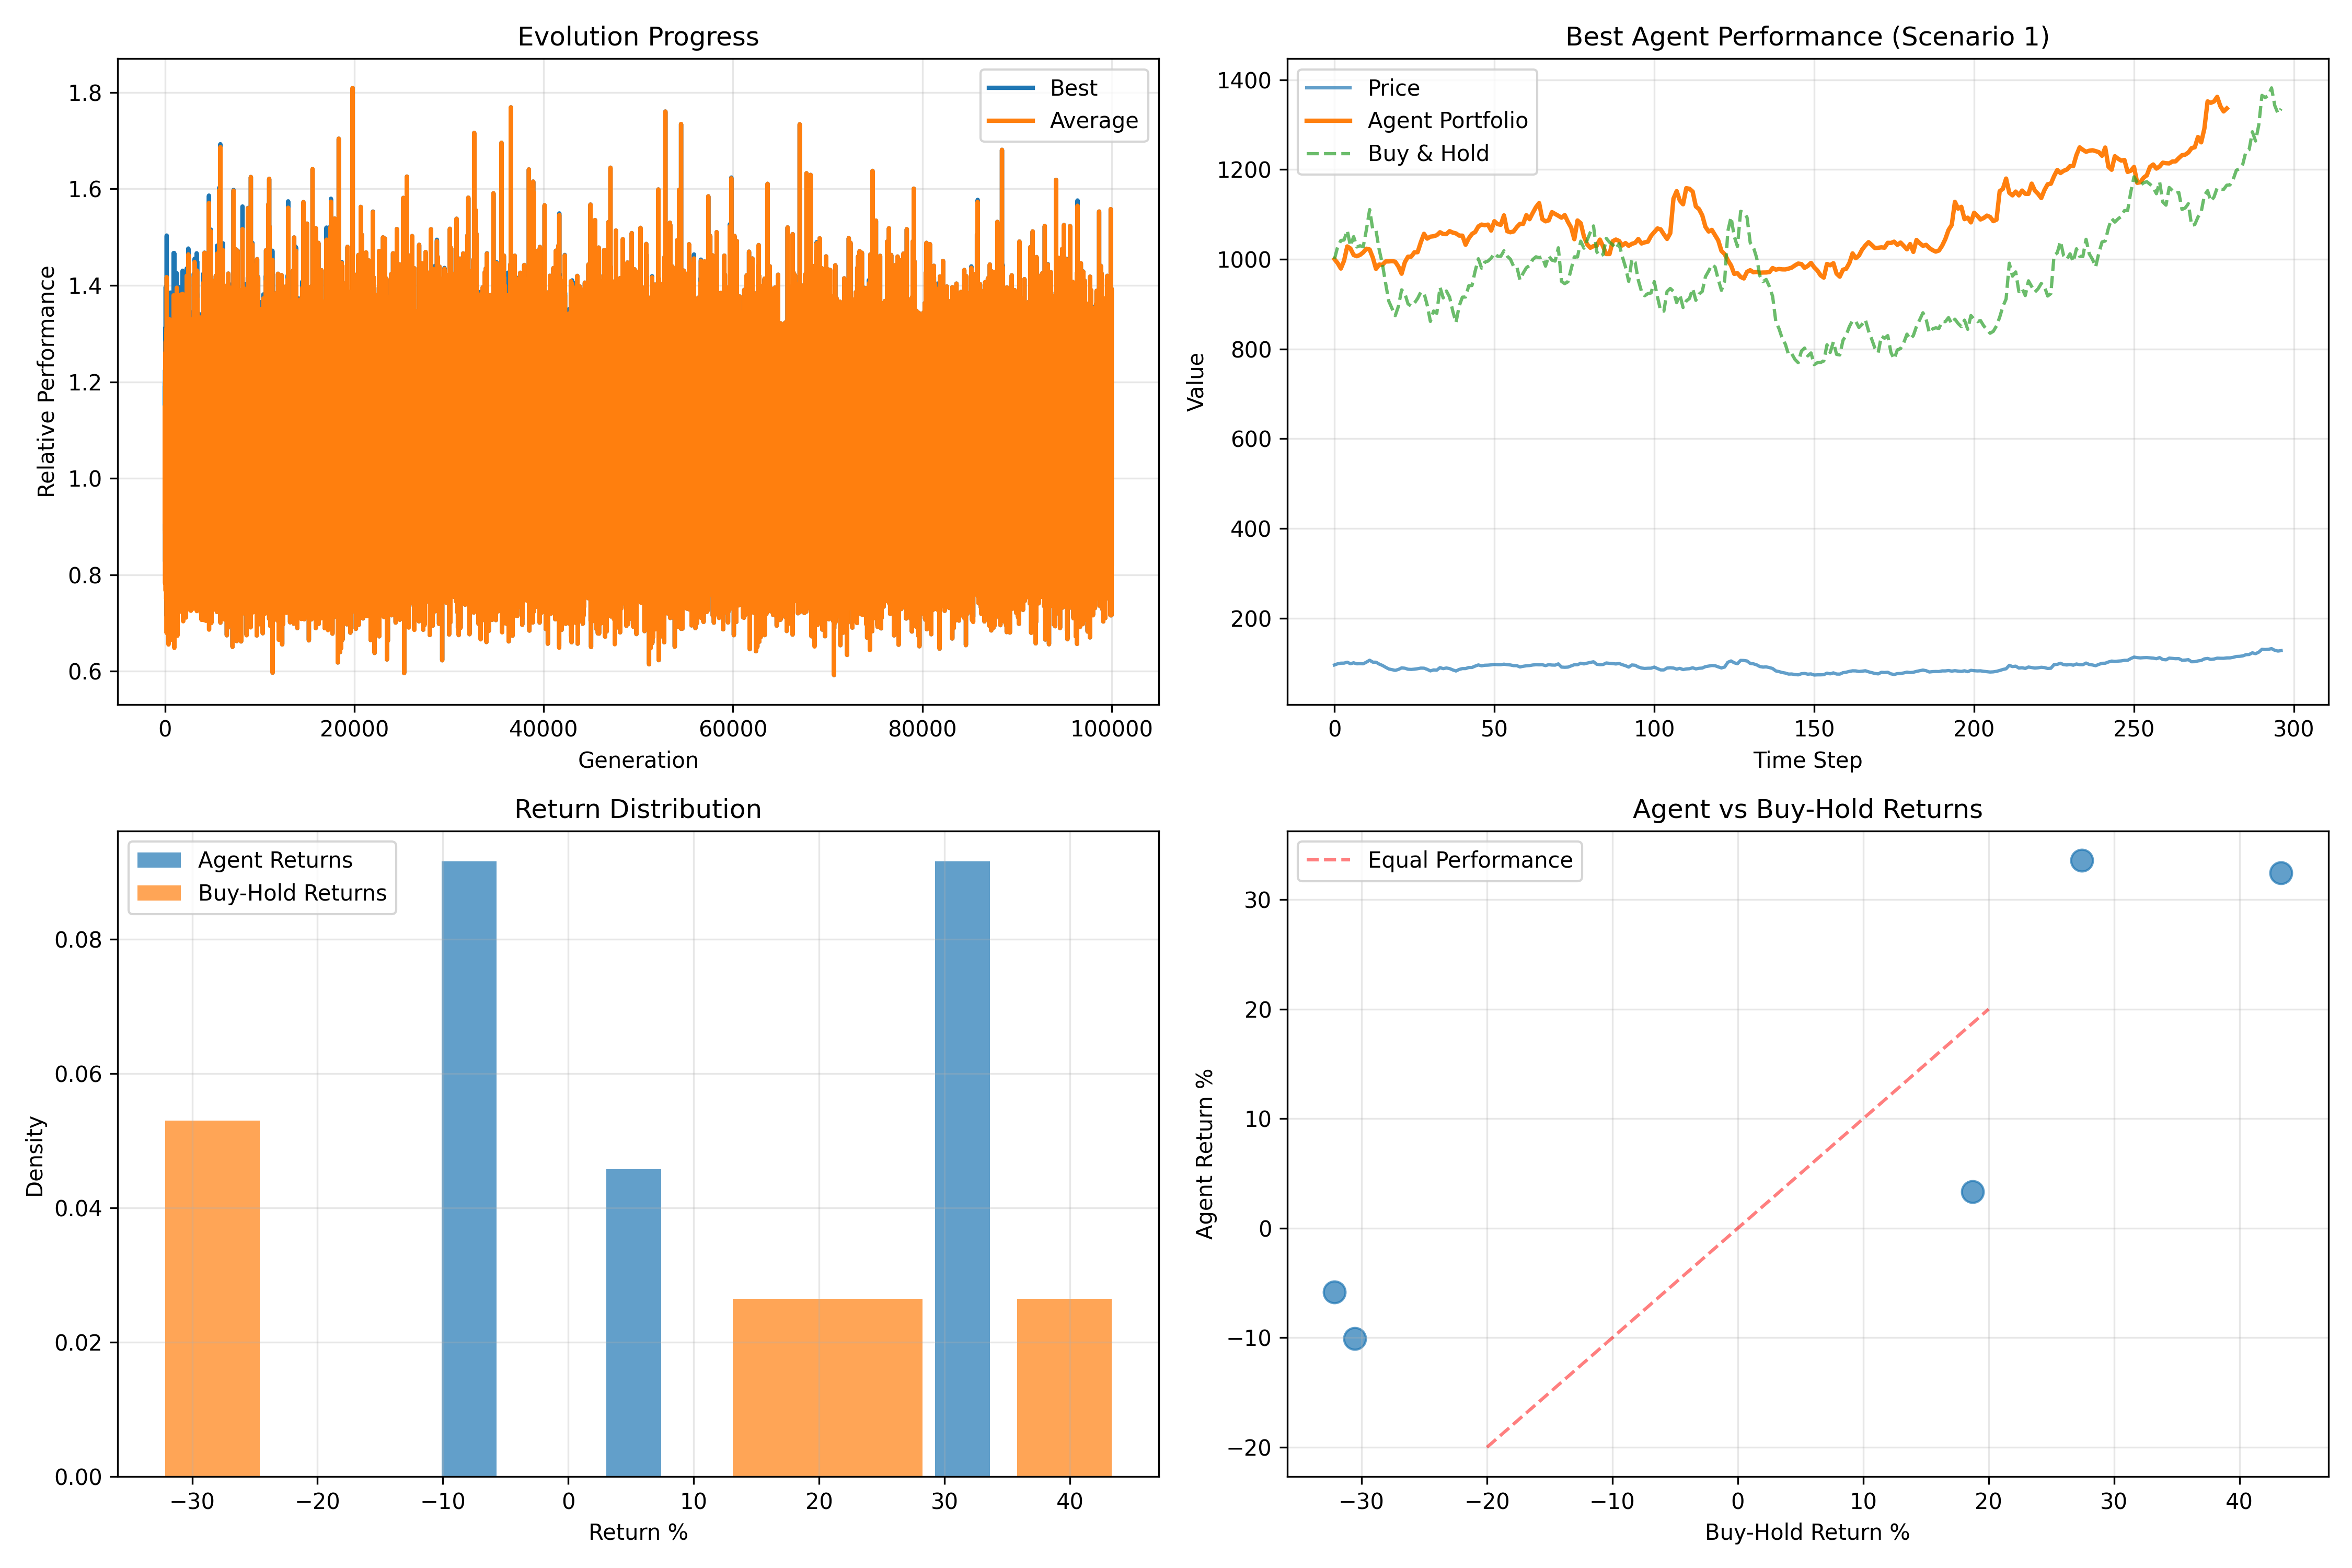 Evolution Progress
Relative Performance
1.8
1.6
1.4
1.2
1.0
0.8
0.6
Best
Average
0 20000 40000 60000 80000 100000
Generation
Best Agent Performance (Scenario 1)
Value
1400
1200
1000
800
600
400
200
Price
Agent Portfolio
Buy & Hold
0 50 100 150 200 250 300
Time Step
Return Distribution
Density
0.08
0.06
0.04
0.02
0.00
Agent Returns
Buy-Hold Returns
−30 −20 −10 0 10 20 30 40
Return %
Agent vs Buy-Hold Returns
Agent Return %
30
20
10
0
−10
−20
Equal Performance
−30 −20 −10 0 10 20 30 40
Buy-Hold Return %